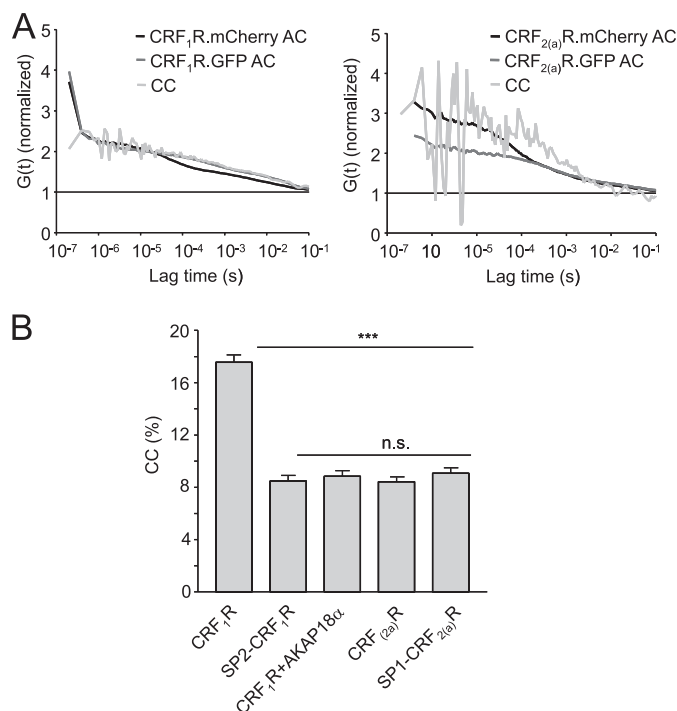 A
CRF₁R.mCherry AC
CRF₁R.GFP AC
CC
G(t) (normalized)
5
4
3
2
1
0
10⁻⁷ 10⁻⁶ 10⁻⁵ 10⁻⁴ 10⁻³ 10⁻² 10⁻¹
Lag time (s)
CRF₂₍ₐ₎R.mCherry AC
CRF₂₍ₐ₎R.GFP AC
CC
G(t) (normalized)
5
4
3
2
1
0
10⁻⁷ 10 10⁻⁵ 10⁻⁴ 10⁻³ 10⁻² 10⁻¹
Lag time (s)
B
CC (%)
20
16
12
8
4
0
***
n.s.
CRF₁R
SP2-CRF₁R
CRF₁R+AKAP18α
CRF₍₂ₐ₎R
SP1-CRF₂₍ₐ₎R